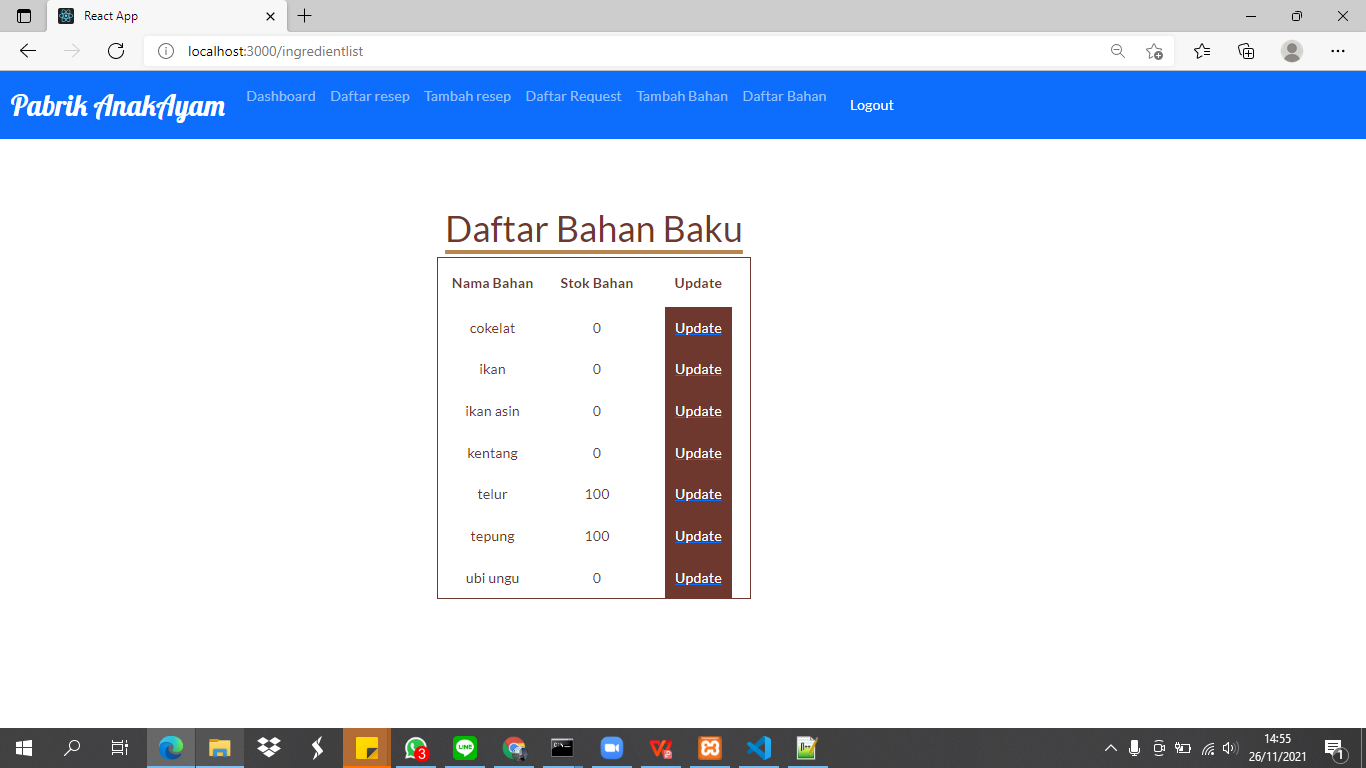 React App
localhost:3000/ingredientlist
Pabrik AnakAyam Dashboard Daftar resep Tambah resep Daftar Request Tambah Bahan Daftar Bahan Logout
Daftar Bahan Baku
Nama Bahan Stok Bahan Update
cokelat 0 Update
ikan 0 Update
ikan asin 0 Update
kentang 0 Update
telur 100 Update
tepung 100 Update
ubi ungu 0 Update
3
LINE
14:55
26/11/2021
1